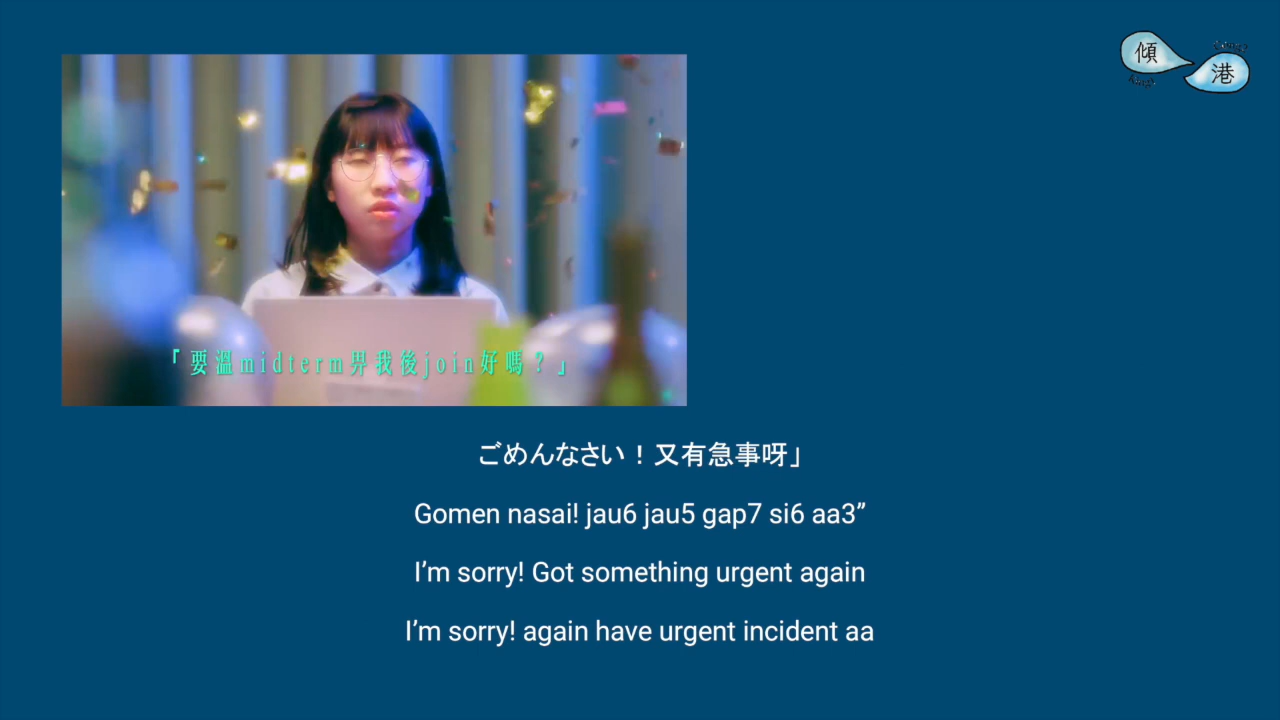 傾
港
「要溫midterm畀我後join好嗎？」
ごめんなさい！又有急事呀」
Gomen nasai! jau6 jau5 gap7 si6 aa3”
I’m sorry! Got something urgent again
I’m sorry! again have urgent incident aa